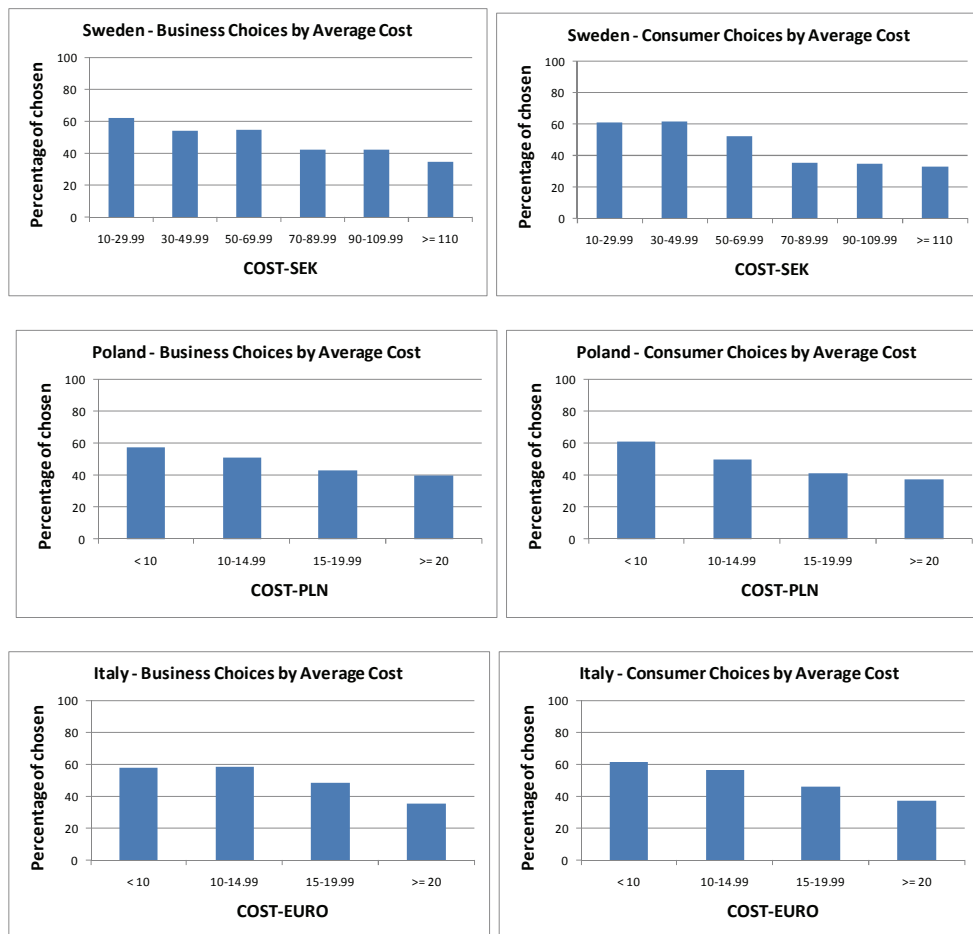 Sweden - Business Choices by Average Cost
Percentage of chosen
100
80
60
40
20
0
10-29.99 30-49.99 50-69.99 70-89.99 90-109.99 >= 110
COST-SEK
Sweden - Consumer Choices by Average Cost
Percentage of chosen
100
80
60
40
20
0
10-29.99 30-49.99 50-69.99 70-89.99 90-109.99 >= 110
COST-SEK
Poland - Business Choices by Average Cost
Percentage of chosen
100
80
60
40
20
0
< 10 10-14.99 15-19.99 >= 20
COST-PLN
Poland - Consumer Choices by Average Cost
Percentage of chosen
100
80
60
40
20
0
< 10 10-14.99 15-19.99 >= 20
COST-PLN
Italy - Business Choices by Average Cost
Percentage of chosen
100
80
60
40
20
0
< 10 10-14.99 15-19.99 >= 20
COST-EURO
Italy - Consumer Choices by Average Cost
Percentage of chosen
100
80
60
40
20
0
< 10 10-14.99 15-19.99 >= 20
COST-EURO